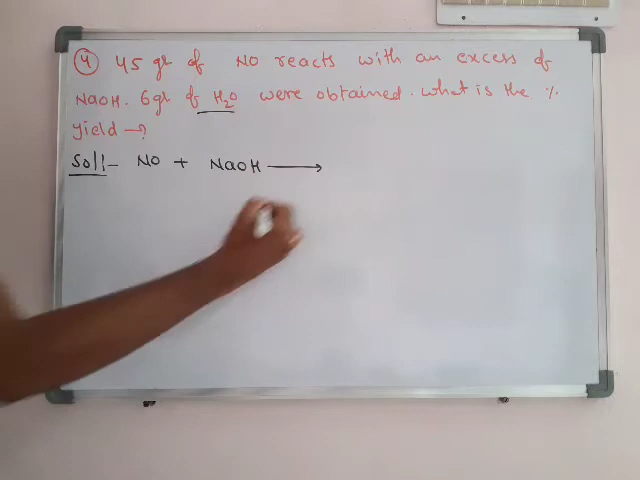 4 45 gr of NO reacts with an excess of
NaOH. 6gr of H2O were obtained. what is the %
yield →?
Soll- NO + NaOH →